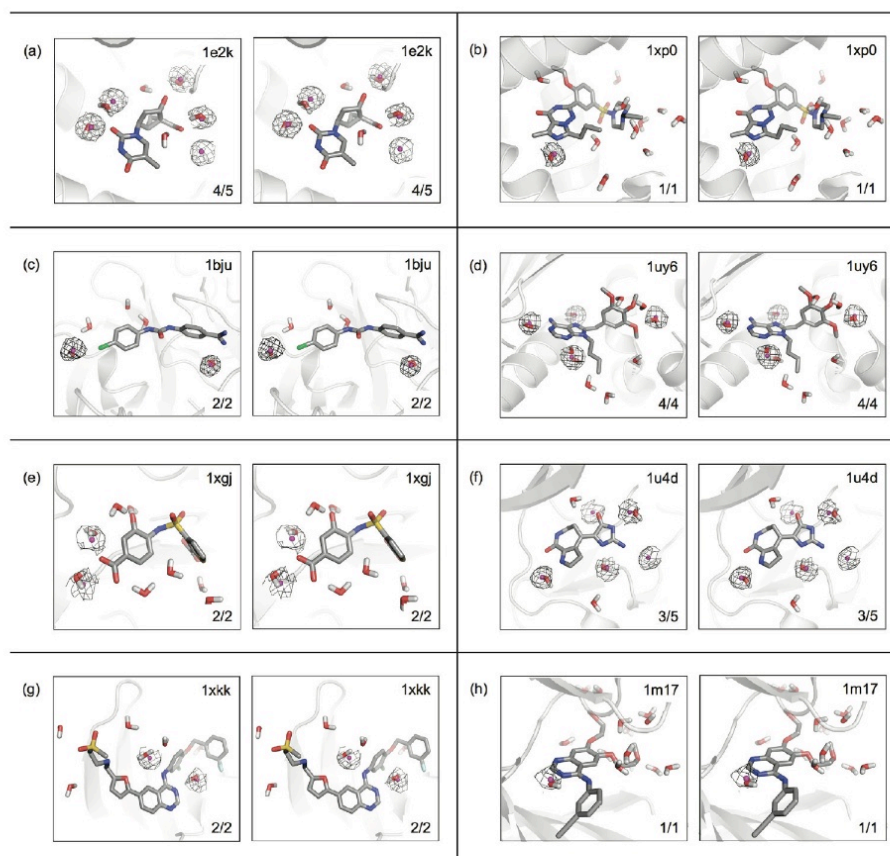 (a) 1e2k 1e2k
4/5 4/5
(b) 1xp0 1xp0
1/1 1/1
(c) 1bju 1bju
2/2 2/2
(d) 1uy6 1uy6
4/4 4/4
(e) 1xgj 1xgj
2/2 2/2
(f) 1u4d 1u4d
3/5 3/5
(g) 1xkk 1xkk
2/2 2/2
(h) 1m17 1m17
1/1 1/1